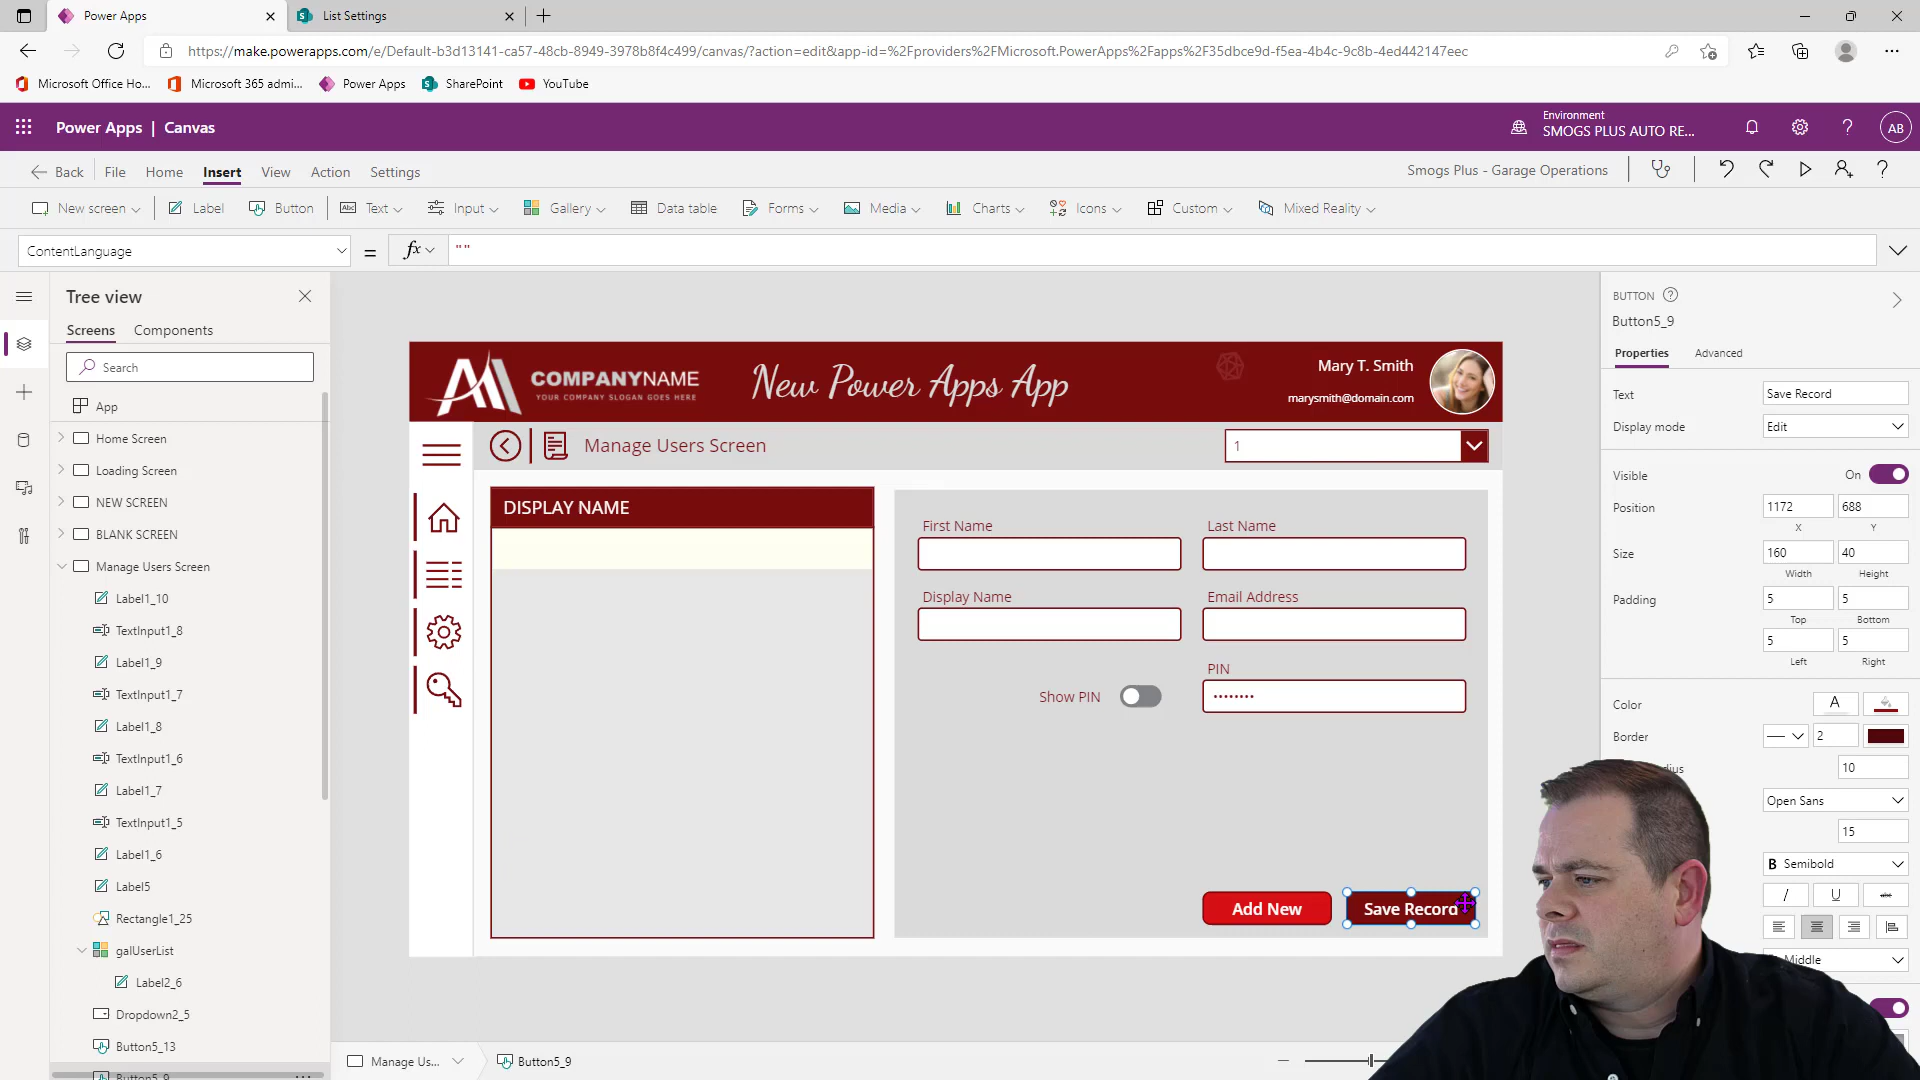 Power Apps
List Settings
https://make.powerapps.com/e/Default-b3d13141-ca57-48cb-8949-3978b8f4c499/canvas/?action=edit&app-id=%2Fproviders%2FMicrosoft.PowerApps%2Fapps%2F35dbce9d-f5ea-4b4c-9c8b-4ed442147eec
Microsoft Office Ho...
Microsoft 365 admi...
Power Apps
SharePoint
YouTube
Power Apps | Canvas
Environment
SMOGS PLUS AUTO RE...
AB
Back
File
Home
Insert
View
Action
Settings
Smogs Plus - Garage Operations
New screen
Label
Button
Abc Text
Input
Gallery
Data table
Forms
Media
Charts
Icons
Custom
Mixed Reality
ContentLanguage
=
fx
""
Tree view
Screens
Components
Search
App
Home Screen
Loading Screen
NEW SCREEN
BLANK SCREEN
Manage Users Screen
Label1_10
TextInput1_8
Label1_9
TextInput1_7
Label1_8
TextInput1_6
Label1_7
TextInput1_5
Label1_6
Label5
Rectangle1_25
galUserList
Label2_6
Dropdown2_5
Button5_13
Button5_9
COMPANYNAME
YOUR COMPANY SLOGAN GOES HERE
New Power Apps App
Mary T. Smith
marysmith@domain.com
Manage Users Screen
1
DISPLAY NAME
First Name
Last Name
Display Name
Email Address
PIN
Show PIN
••••••••
Add New
Save Record
Manage Us...
Button5_9
BUTTON
Button5_9
Properties
Advanced
Text
Save Record
Display mode
Edit
Visible
On
Position
1172
688
X
Y
Size
160
40
Width
Height
Padding
5
5
Top
Bottom
5
5
Left
Right
Color
A
Border
2
10
Open Sans
15
B Semibold
/
U
abc
Middle